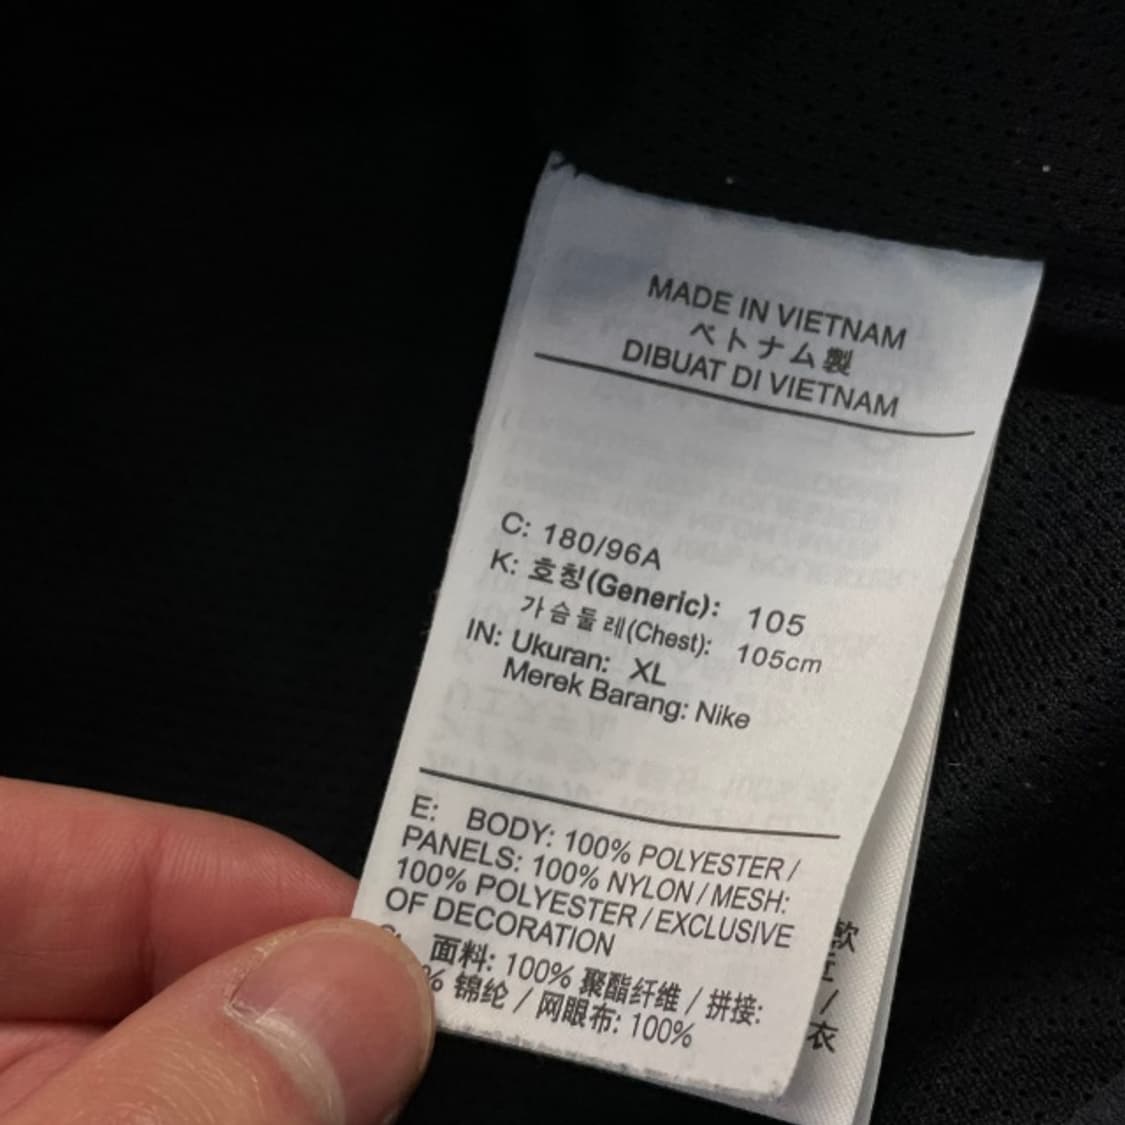 MADE IN VIETNAM
ベトナム製
DIBUAT DI VIETNAM
C: 180/96A
K: 호칭(Generic): 105
가슴둘레(Chest): 105cm
IN: Ukuran: XL
Merek Barang: Nike
E: BODY: 100% POLYESTER /
PANELS: 100% NYLON / MESH:
100% POLYESTER / EXCLUSIVE
OF DECORATION
面料: 100% 聚酯纤维 / 拼接:
% 锦纶 / 网眼布: 100%
款
/
衣